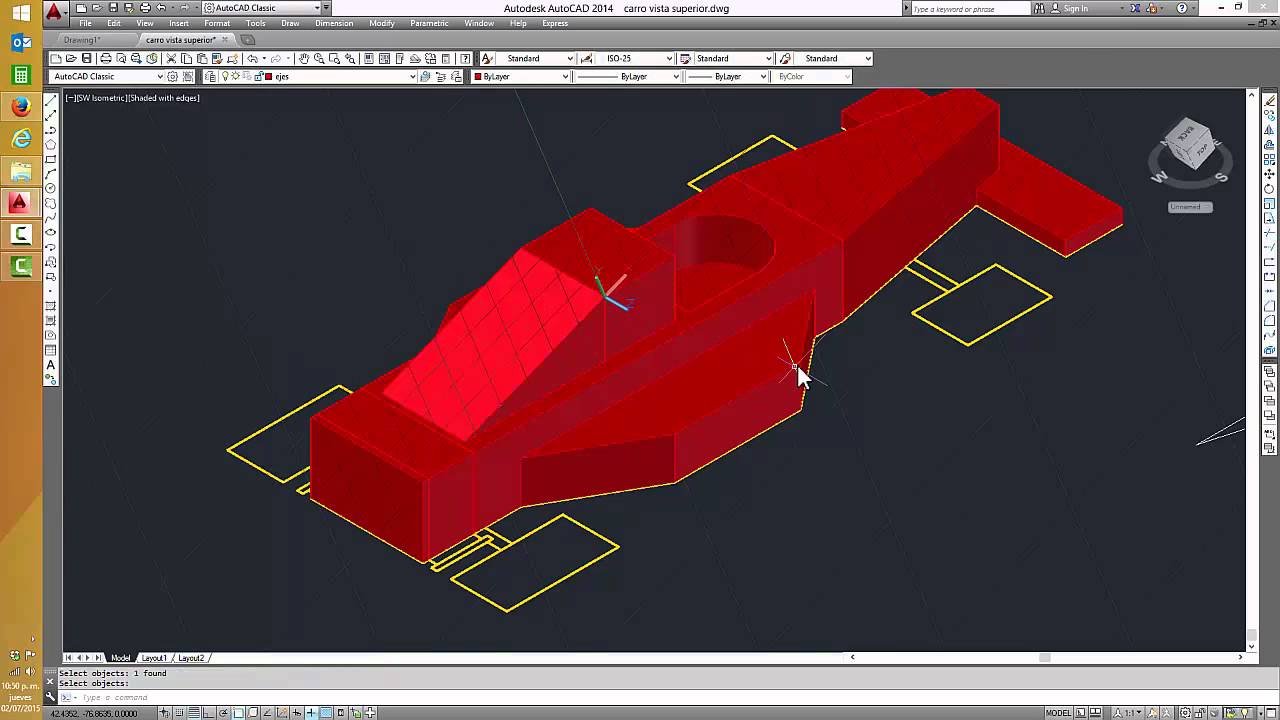 AutoCAD Classic
Autodesk AutoCAD 2014 carro vista superior.dwg
Type a keyword or phrase
Sign In
File Edit View Insert Format Tools Draw Dimension Modify Parametric Window Help Express
Drawing1*
carro vista superior*
Standard
ISO-25
Standard
Standard
AutoCAD Classic
ejes
ByLayer
ByLayer
ByLayer
ByColor
[−][SW Isometric][Shaded with edges]
BACK
TOP
W
S
Unnamed
Model Layout1 Layout2
Select objects: 1 found
Select objects:
Type a command
10:50 p.m.
jueves
02/07/2015
42.4352, -76.8639, 0.0000
MODEL
1:1